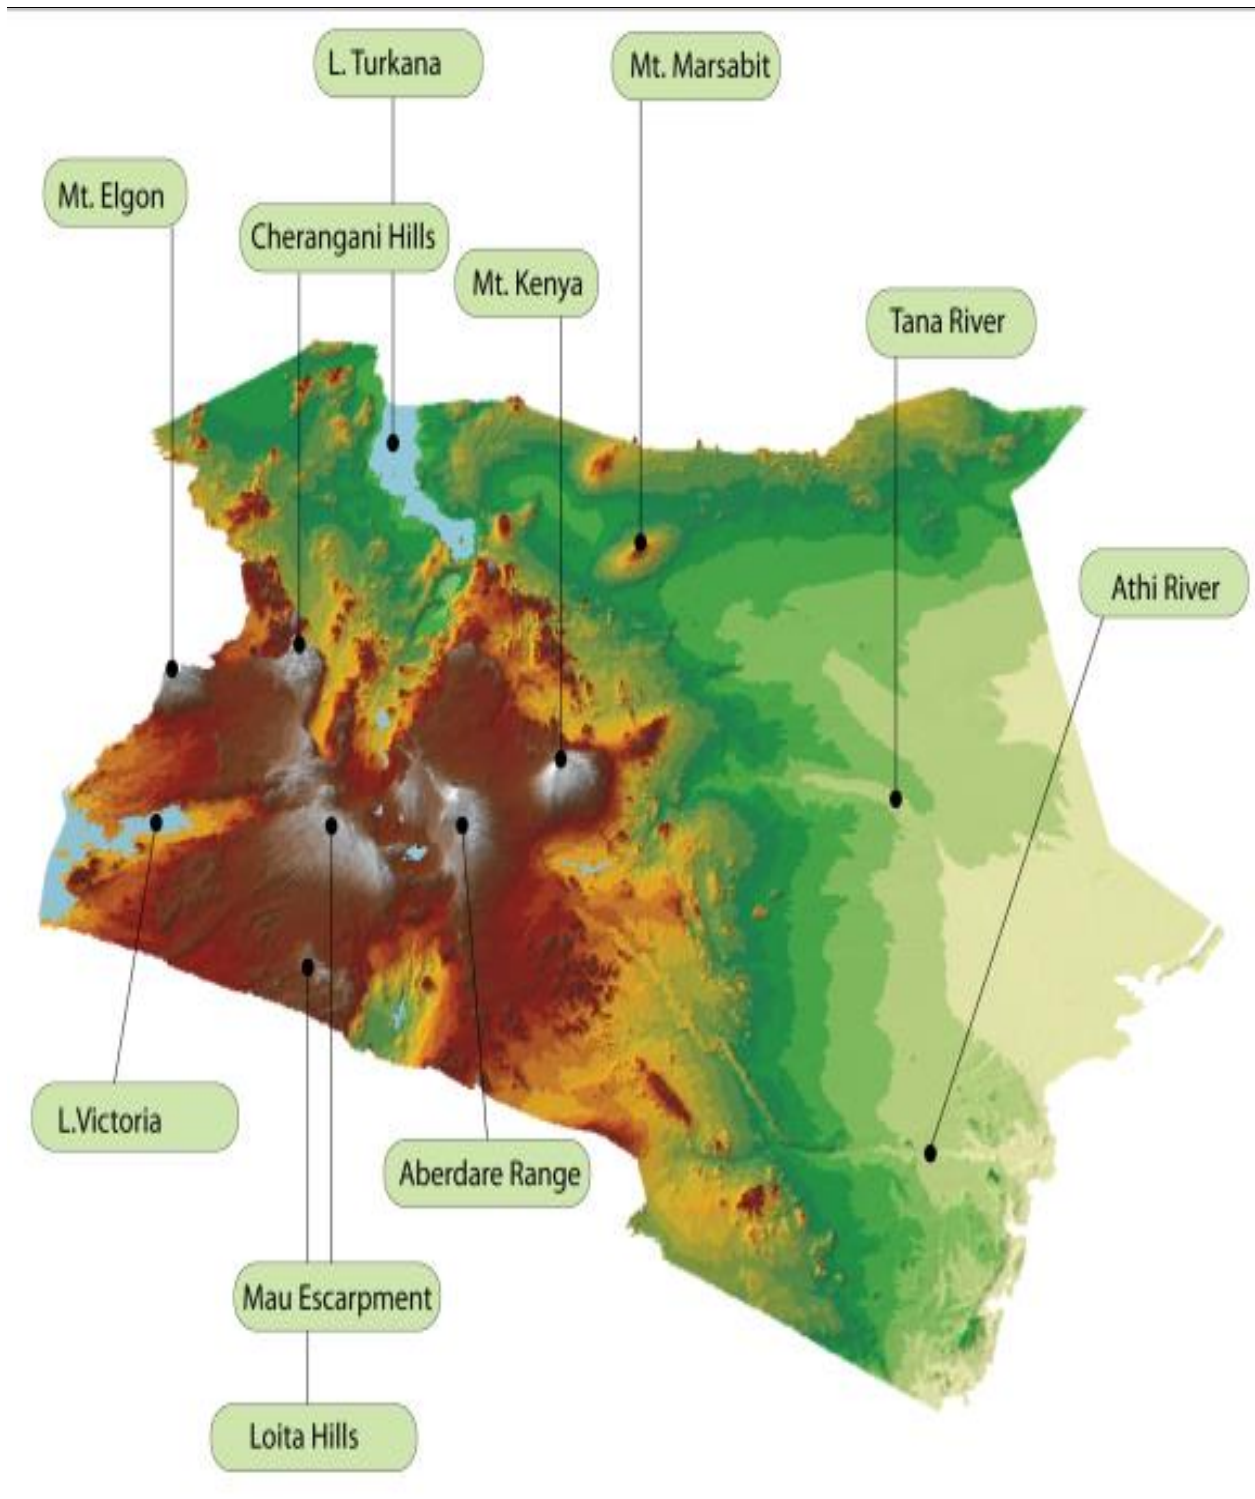 L. Turkana
Mt. Marsabit
Mt. Elgon
Cherangani Hills
Mt. Kenya
Tana River
Athi River
L.Victoria
Aberdare Range
Mau Escarpment
Loita Hills